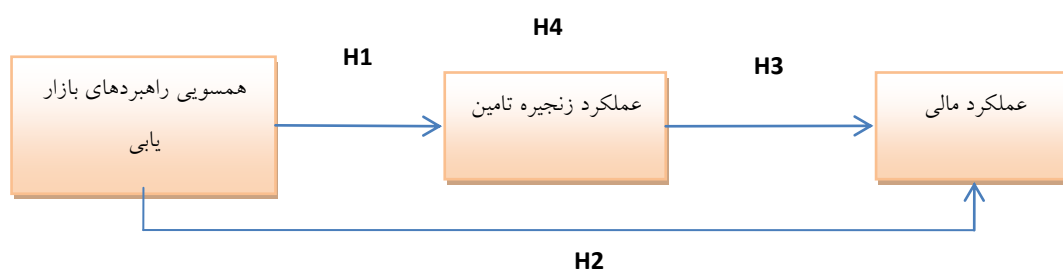 H4
H1
H3
همسویی راهبردهای بازار
یابی
عملکرد زنجیره تامین
عملکرد مالی
H2